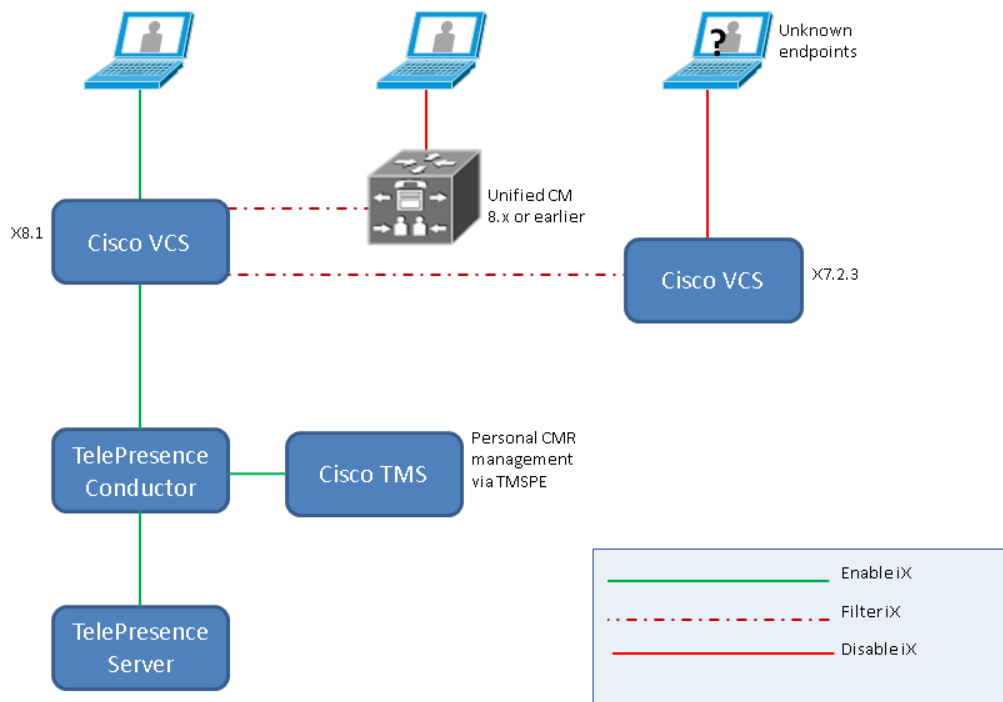 ?
Unknown
endpoints
Unified CM
8.x or earlier
X8.1
Cisco VCS
Cisco VCS
X7.2.3
TelePresence
Conductor
Cisco TMS
Personal CMR
management
via TMSPE
TelePresence
Server
Enable iX
Filter iX
Disable iX